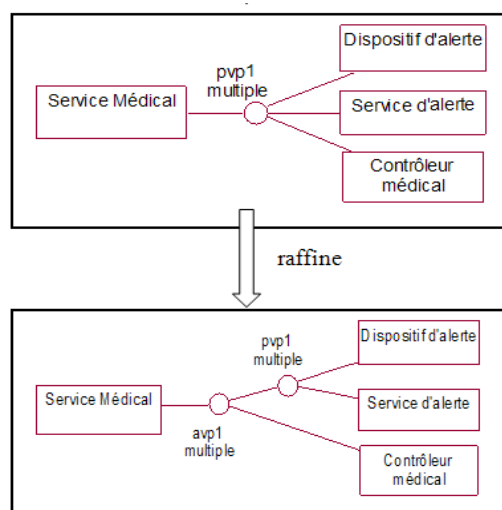 Dispositif d'alerte
pvp1
multiple
Service Médical
Service d'alerte
Contrôleur
médical
raffine
Dispositif d'alerte
pvp1
multiple
Service Médical
Service d'alerte
avp1
multiple
Contrôleur
médical